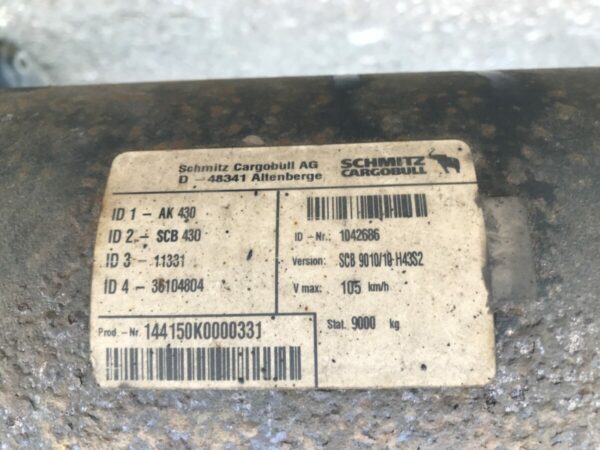 Schmitz Cargobull AG
D - 48341 Altenberge
SCHMITZ
CARGOBULL
ID 1 - AK 430
ID 2 - SCB 430
ID 3 - 11331
ID 4 - 36104804
Prod. -Nr. 144150K0000331
ID -Nr.: 1042686
Version: SCB 9010/18-H43S2
V max: 105 km/h
Stat. 9000 kg